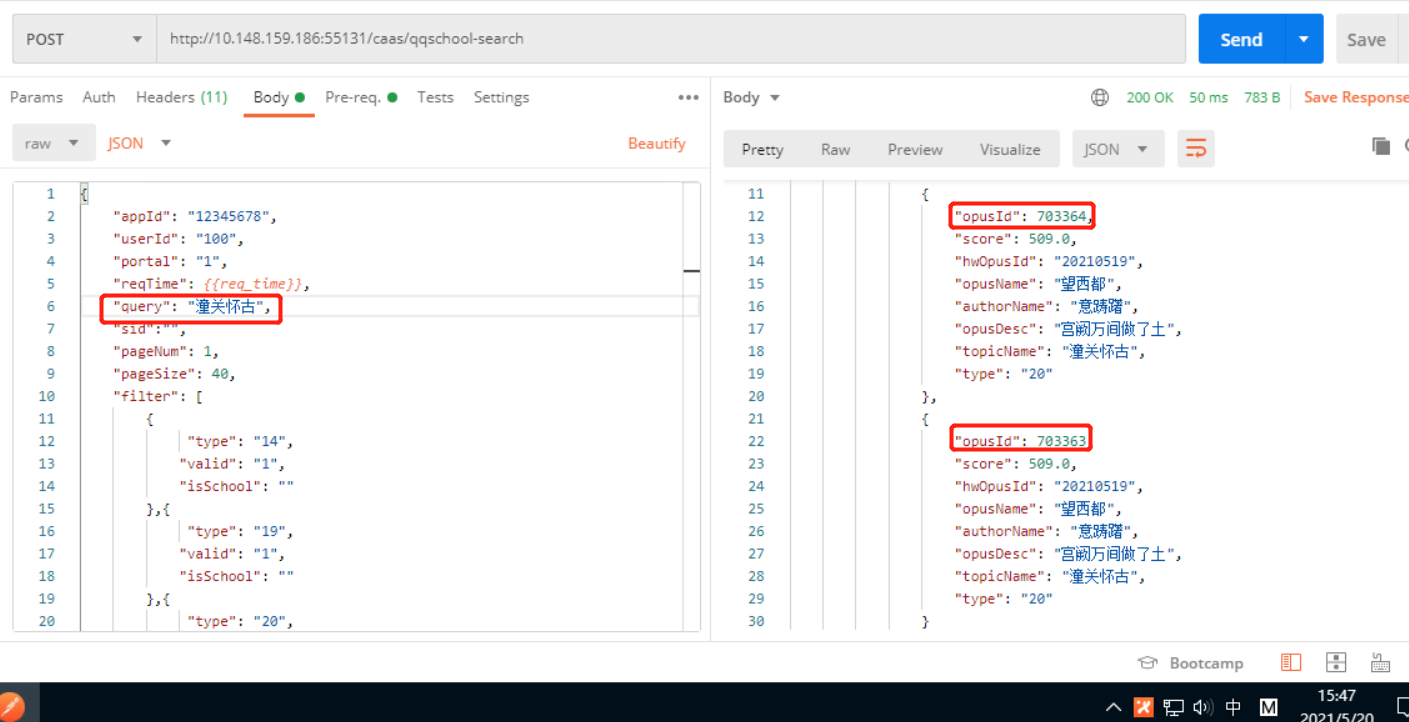 POST http://10.148.159.186:55131/caas/qqschool-search Send Save
Params Auth Headers (11) Body Pre-req. Tests Settings ••• Body 200 OK 50 ms 783 B Save Response
raw JSON Beautify Pretty Raw Preview Visualize JSON
1 {
2 "appId": "12345678",
3 "userId": "100",
4 "portal": "1",
5 "reqTime": {{req_time}},
6 "query": "潼关怀古",
7 "sid":"",
8 "pageNum": 1,
9 "pageSize": 40,
10 "filter": [
11 {
12 "type": "14",
13 "valid": "1",
14 "isSchool": ""
15 },{
16 "type": "19",
17 "valid": "1",
18 "isSchool": ""
19 },{
20 "type": "20",
11 {
12 "opusId": 703364,
13 "score": 509.0,
14 "hwOpusId": "20210519",
15 "opusName": "望西都",
16 "authorName": "意踌躇",
17 "opusDesc": "宫阙万间做了土",
18 "topicName": "潼关怀古",
19 "type": "20"
20 },
21 {
22 "opusId": 703363
23 "score": 509.0,
24 "hwOpusId": "20210519",
25 "opusName": "望西都",
26 "authorName": "意踌躇",
27 "opusDesc": "宫阙万间做了土",
28 "topicName": "潼关怀古",
29 "type": "20"
30 }
Bootcamp
中 M 15:47
2021/5/20